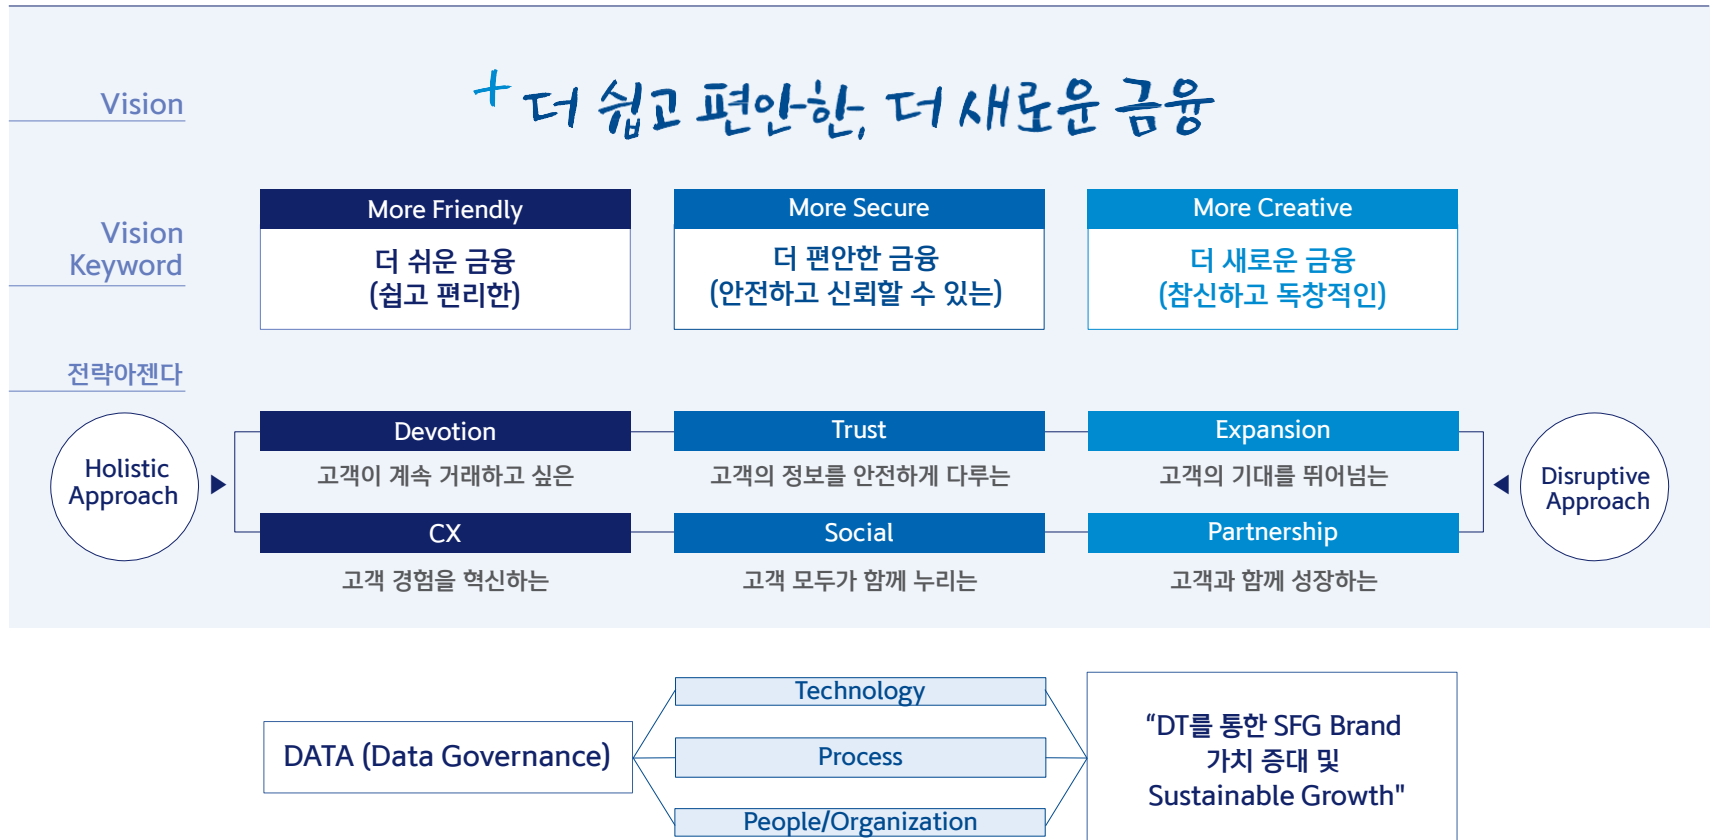 Vision
+더 쉽고 편안한, 더 새로운 금융
Vision
Keyword
More Friendly
더 쉬운 금융
(쉽고 편리한)
More Secure
더 편안한 금융
(안전하고 신뢰할 수 있는)
More Creative
더 새로운 금융
(참신하고 독창적인)
전략아젠다
Holistic
Approach
Devotion
고객이 계속 거래하고 싶은
Trust
고객의 정보를 안전하게 다루는
Expansion
고객의 기대를 뛰어넘는
CX
고객 경험을 혁신하는
Social
고객 모두가 함께 누리는
Partnership
고객과 함께 성장하는
Disruptive
Approach
DATA (Data Governance)
Technology
Process
People/Organization
“DT를 통한 SFG Brand
가치 증대 및
Sustainable Growth"